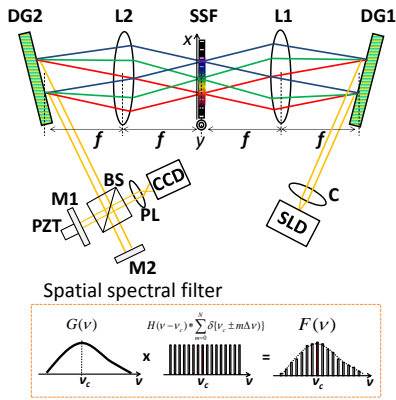 DG2 L2 SSF L1 DG1
x
y
f f f f
BS
CCD
M1
PL
PZT
M2
C
SLD
Spatial spectral filter
G(ν) H(ν−ν_c)*∑_{m=0}^{N} δ{ν_c ± mΔν)} F(ν)
x =
ν_c ν ν_c ν ν_c ν